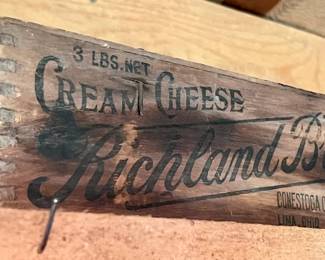 3 LBS. NET
CREAM CHEESE
Richland B
CONESTOGA C
LIMA, OHIO